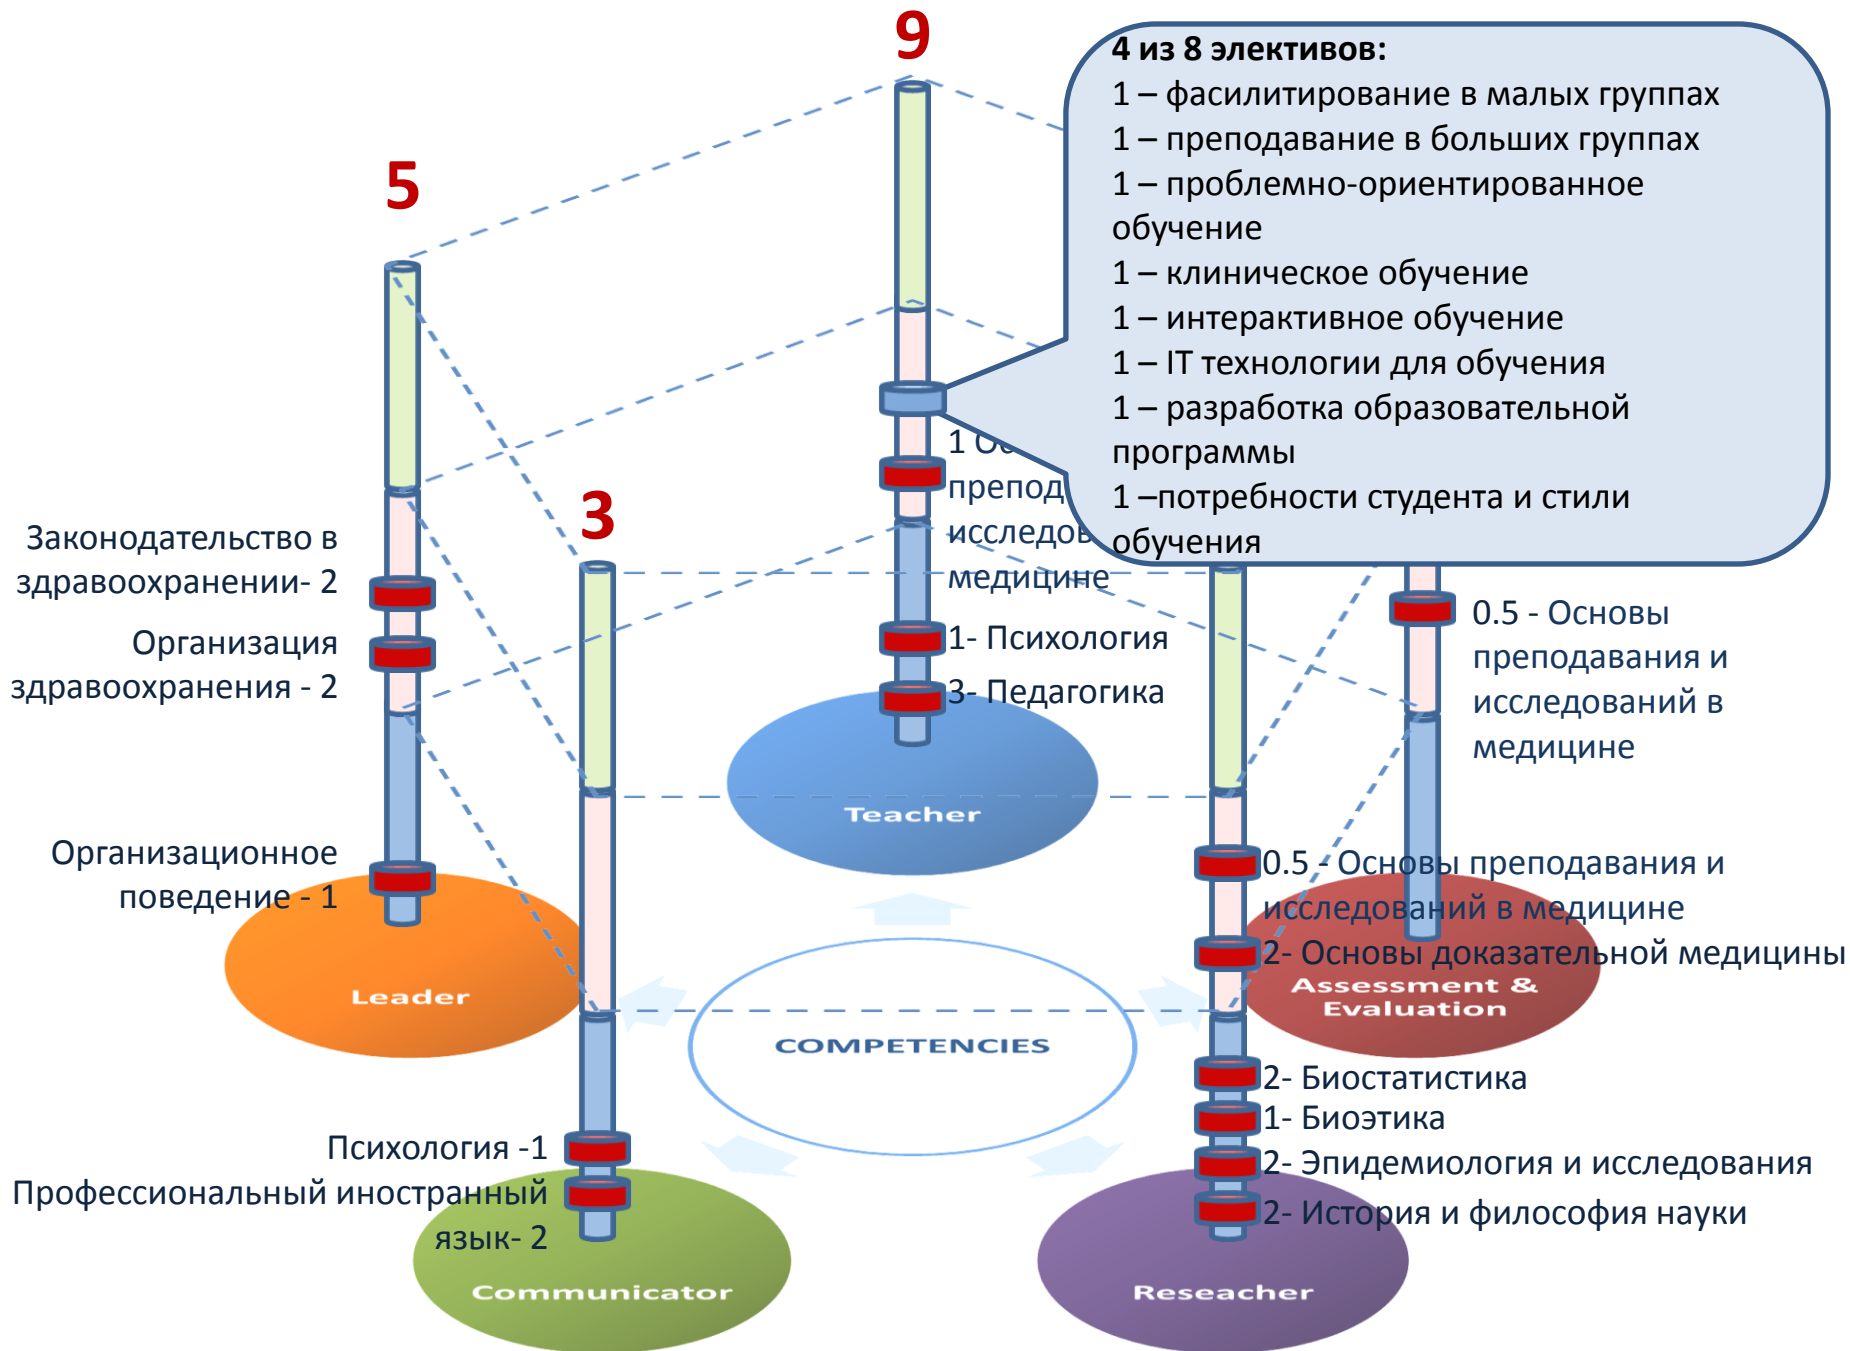 9
5
3
4 из 8 элективов:
1 – фасилитирование в малых группах
1 – преподавание в больших группах
1 – проблемно-ориентированное
обучение
1 – клиническое обучение
1 – интерактивное обучение
1 – IT технологии для обучения
1 – разработка образовательной
программы
1 –потребности студента и стили
обучения
Законодательство в
здравоохранении- 2
Организация
здравоохранения - 2
Организационное
поведение - 1
Leader
1
медицине
1- Психология
3- Педагогика
Teacher
0.5 - Основы
преподавания и
исследований в
медицине
0.5 - Основы преподавания и
исследований в медицине
2- Основы доказательной медицины
Assessment &
Evaluation
COMPETENCIES
2- Биостатистика
1- Биоэтика
2- Эпидемиология и исследования
2- История и философия науки
Reseacher
Психология -1
Профессиональный иностранный
язык- 2
Communicator